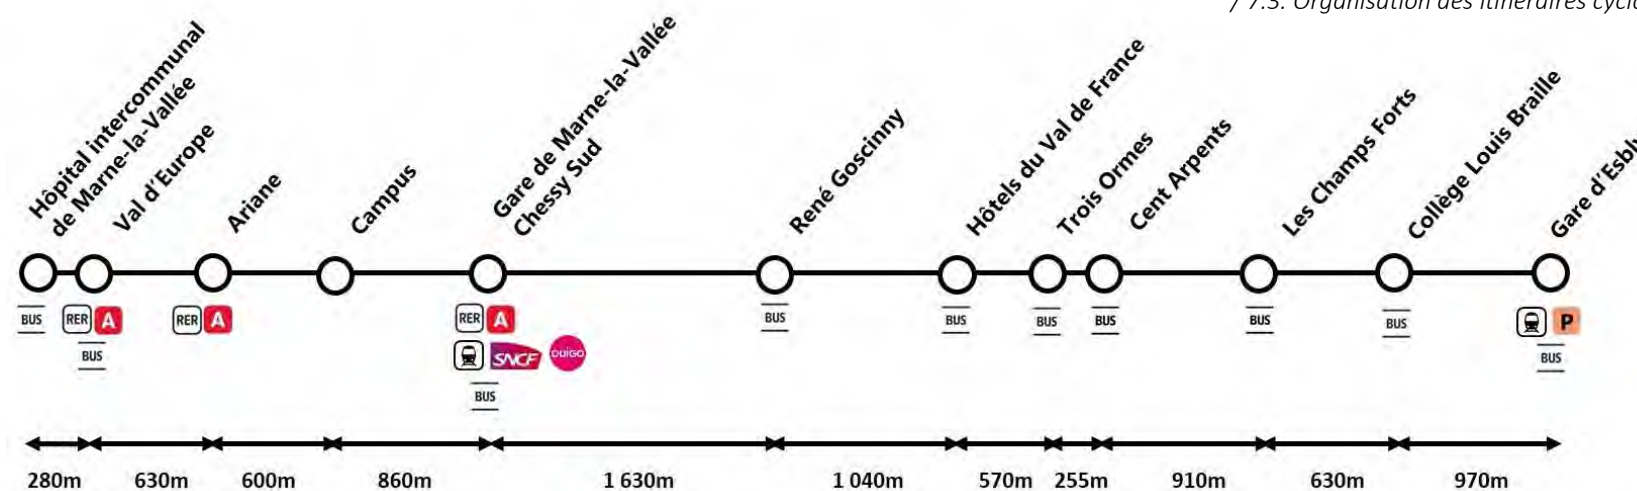 / 7.3. Organisation des itinéraires
Hôpital intercommunal
de Marne-la-Vallée
Val d'Europe
Ariane
Campus
Gare de Marne-la-Vallée
Chessy Sud
René Goscinny
Hôtels du Val de France
Trois Ormes
Cent Arpents
Les Champs Forts
Collège Louis Braille
Gare d'Esbly
BUS
RER A
BUS
RER A
RER A
SNCF OUIGO
BUS
BUS
BUS
BUS
BUS
BUS
BUS
P
BUS
280m 630m 600m 860m 1 630m 1 040m 570m 255m 910m 630m 970m